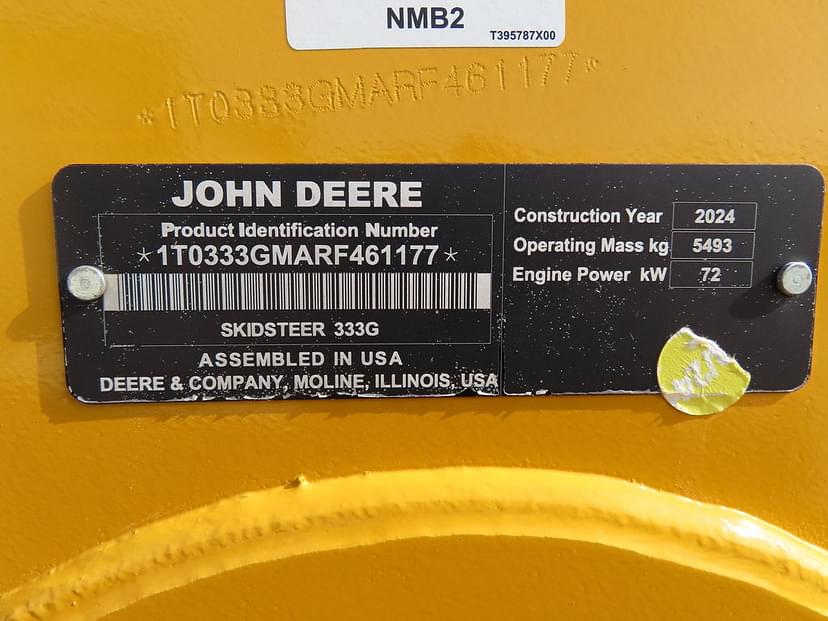 NMB2
T395787X00
*1T0333GMARF461177*
JOHN DEERE
Product Identification Number
*1T0333GMARF461177*
SKIDSTEER 333G
ASSEMBLED IN USA
DEERE & COMPANY, MOLINE, ILLINOIS, USA
Construction Year 2024
Operating Mass kg 5493
Engine Power kW 72